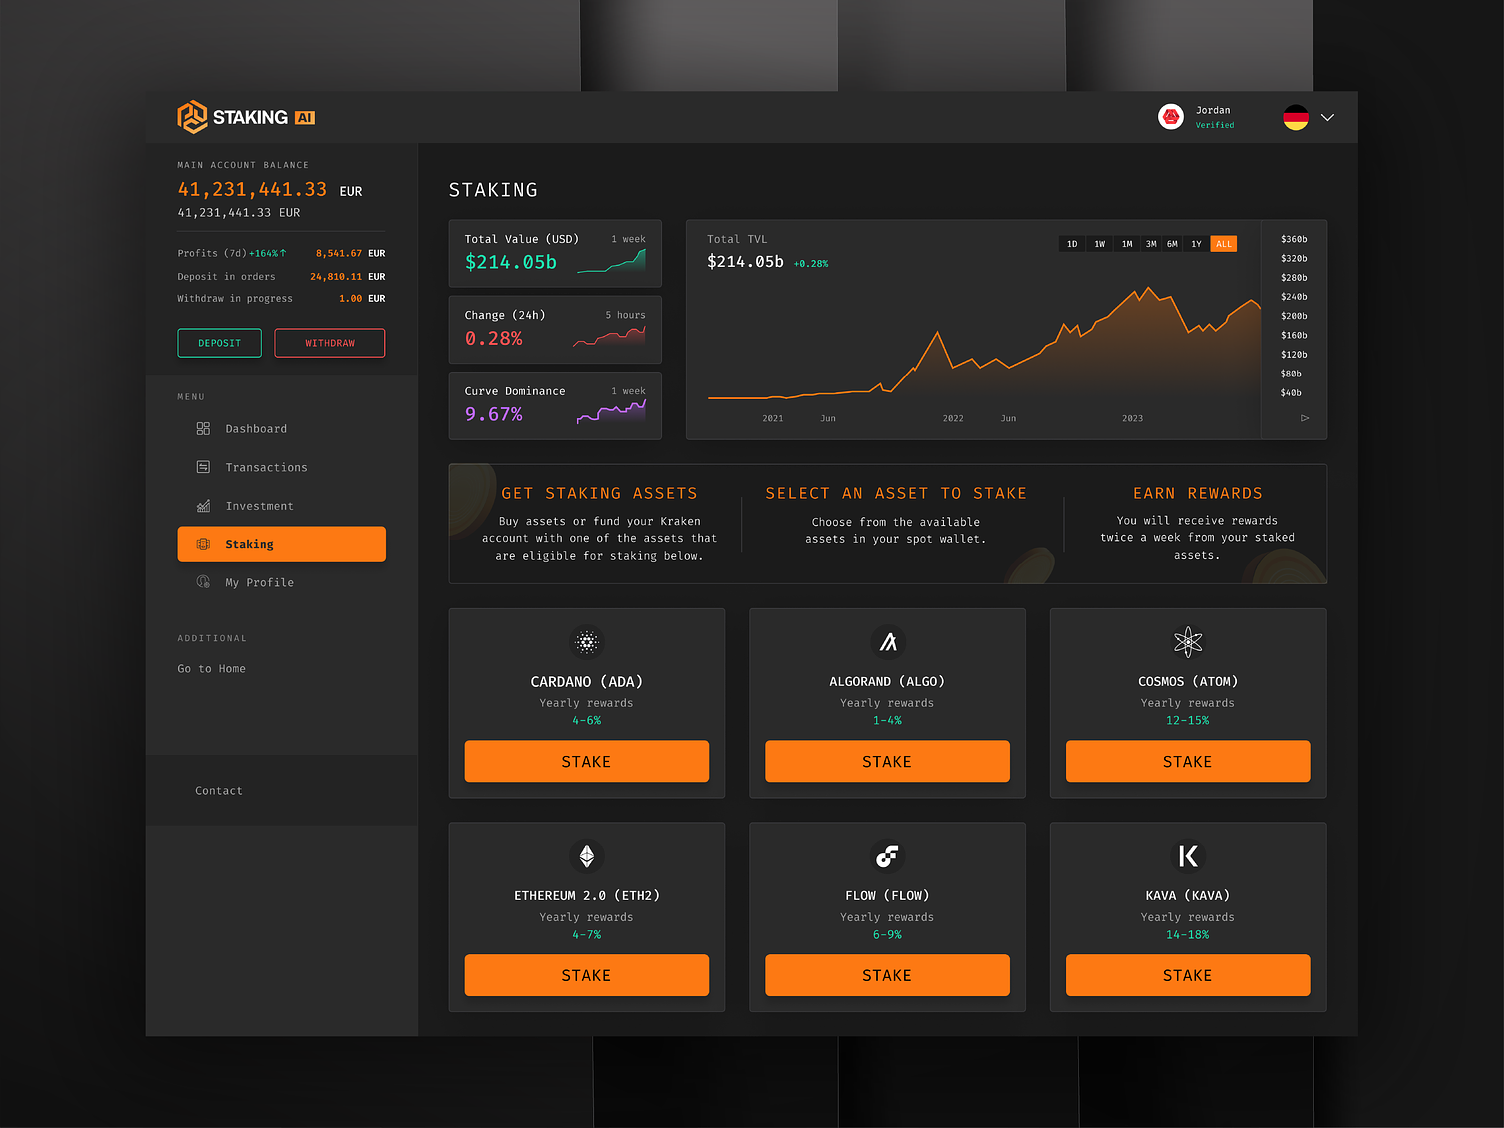 STAKING AI
Jordan
Verified
MAIN ACCOUNT BALANCE
41,231,441.33 EUR
41,231,441.33 EUR
Profits (7d) +164%↑ 8,541.67 EUR
Deposit in orders 24,810.11 EUR
Withdraw in progress 1.00 EUR
DEPOSIT WITHDRAW
MENU
Dashboard
Transactions
Investment
Staking
My Profile
ADDITIONAL
Go to Home
Contact
STAKING
Total Value (USD) 1 week
$214.05b
Change (24h) 5 hours
0.28%
Curve Dominance 1 week
9.67%
Total TVL
$214.05b +0.28%
1D 1W 1M 3M 6M 1Y ALL
$360b
$320b
$280b
$240b
$200b
$160b
$120b
$80b
$40b
2021 Jun 2022 Jun 2023
GET STAKING ASSETS
Buy assets or fund your Kraken
account with one of the assets that
are eligible for staking below.
SELECT AN ASSET TO STAKE
Choose from the available
assets in your spot wallet.
EARN REWARDS
You will receive rewards
twice a week from your staked
assets.
CARDANO (ADA)
Yearly rewards
4-6%
STAKE
ALGORAND (ALGO)
Yearly rewards
1-4%
STAKE
COSMOS (ATOM)
Yearly rewards
12-15%
STAKE
ETHEREUM 2.0 (ETH2)
Yearly rewards
4-7%
STAKE
FLOW (FLOW)
Yearly rewards
6-9%
STAKE
KAVA (KAVA)
Yearly rewards
14-18%
STAKE